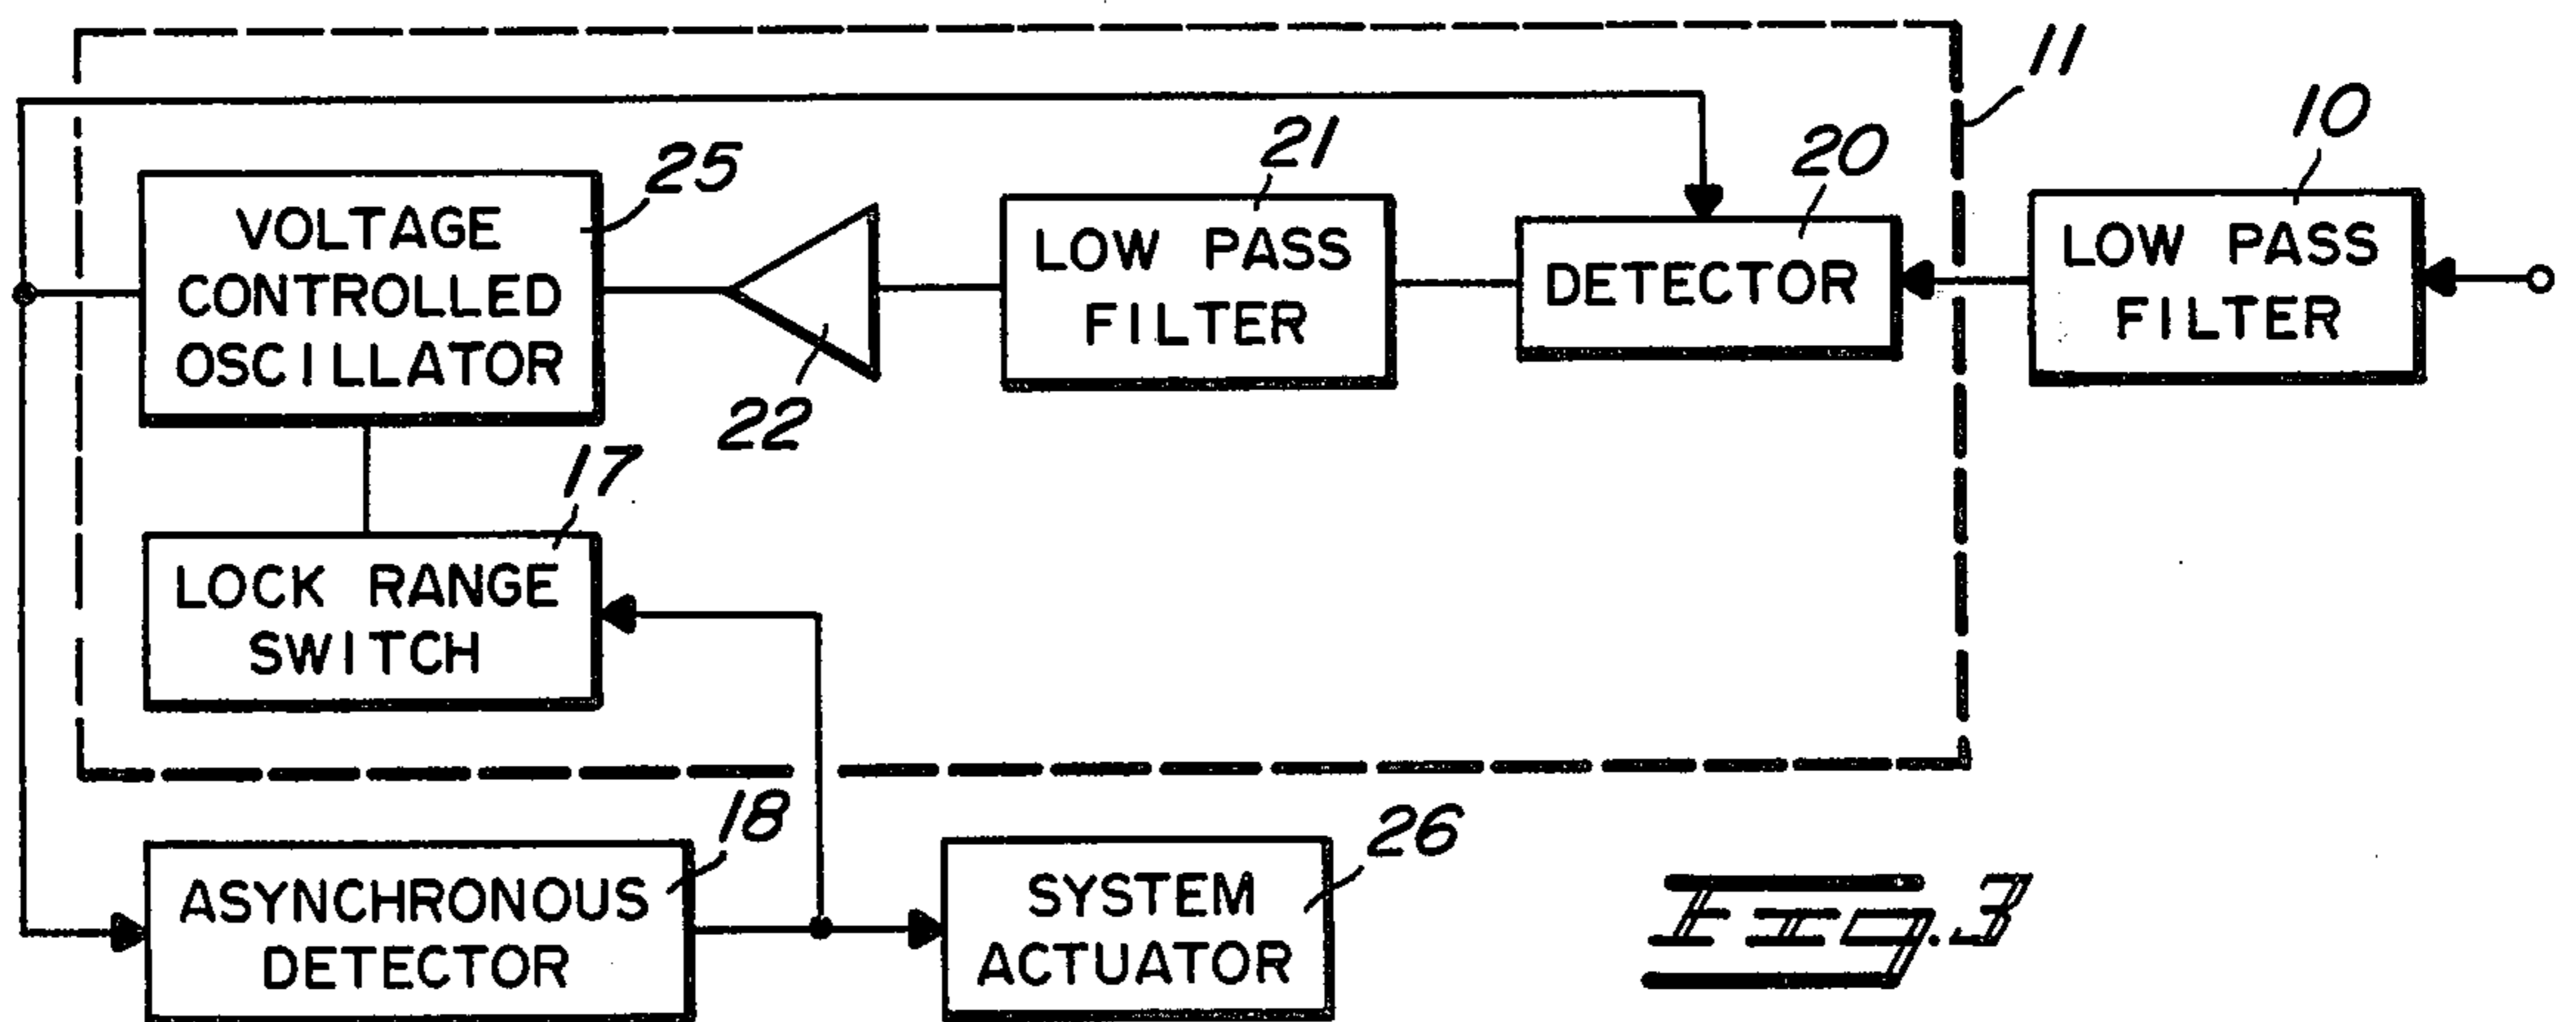 11
10
25
21
20
VOLTAGE
CONTROLLED
OSCILLATOR
LOW PASS
FILTER
DETECTOR
LOW PASS
FILTER
22
17
LOCK RANGE
SWITCH
18
26
ASYNCHRONOUS
DETECTOR
SYSTEM
ACTUATOR
Fig. 3